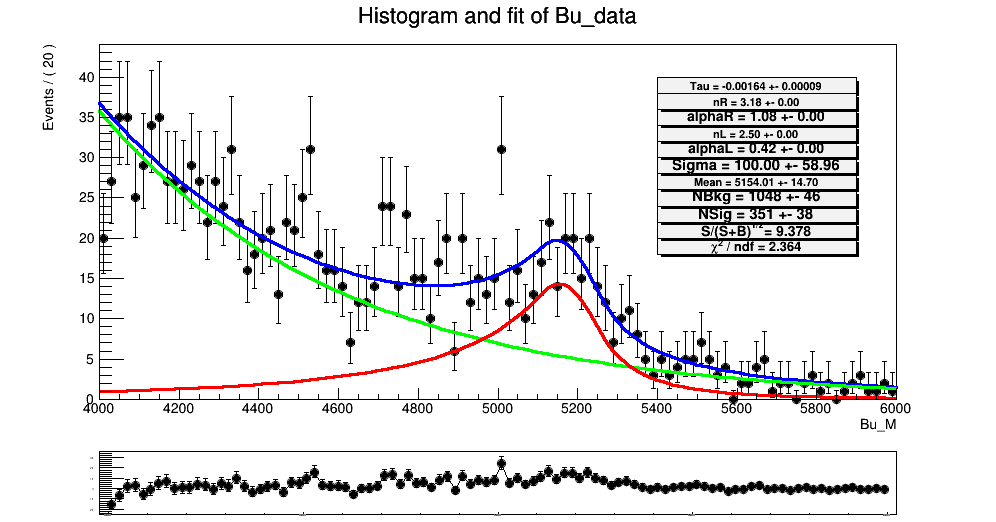 Histogram and fit of Bu_data
Events / ( 20 )
40
35
30
25
20
15
10
5
0
4000 4200 4400 4600 4800 5000 5200 5400 5600 5800 6000
Bu_M
Tau = -0.00164 +- 0.00009
nR = 3.18 +- 0.00
alphaR = 1.08 +- 0.00
nL = 2.50 +- 0.00
alphaL = 0.42 +- 0.00
Sigma = 100.00 +- 58.96
Mean = 5154.01 +- 14.70
NBkg = 1048 +- 46
NSig = 351 +- 38
S/(S+B)^1/2 = 9.378
χ² / ndf = 2.364